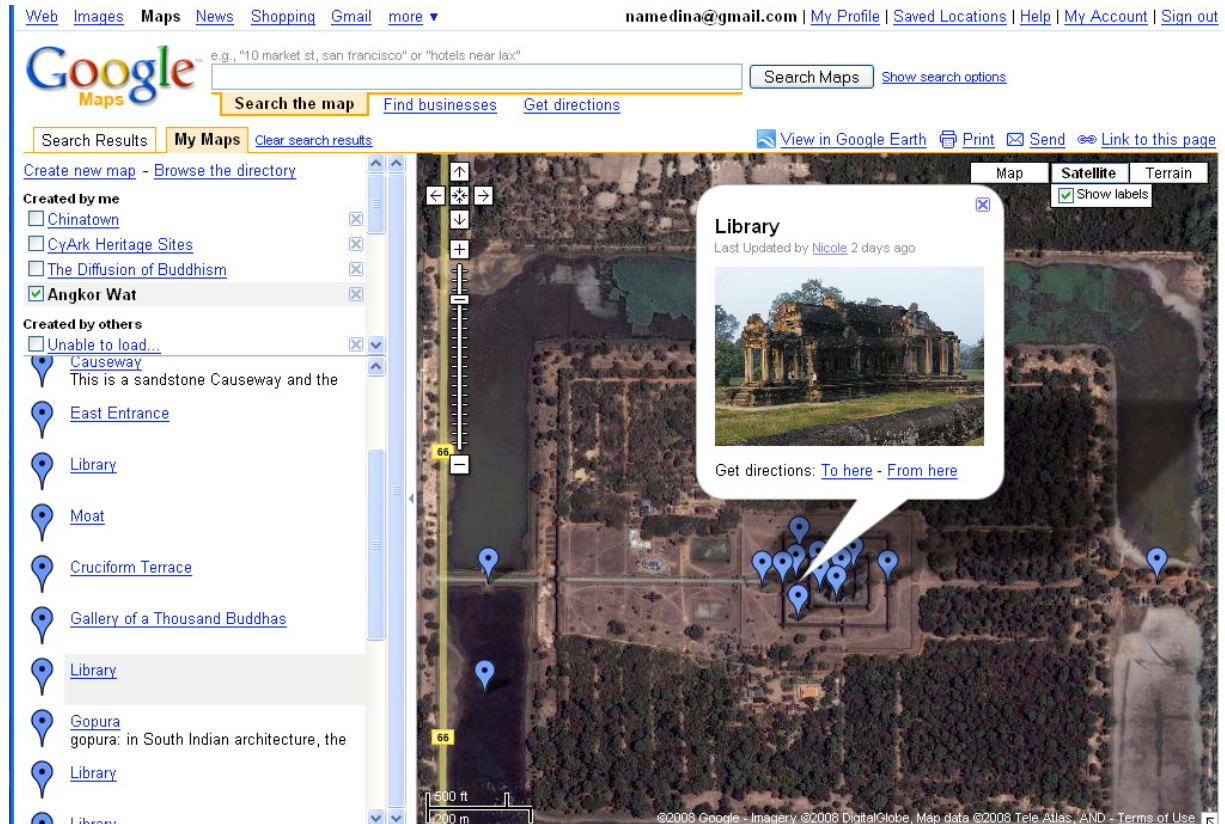 Web Images Maps News Shopping Gmail more ▼ namedina@gmail.com | My Profile | Saved Locations | Help | My Account | Sign out
Google™
Maps
e.g., "10 market st, san francisco" or "hotels near lax"
Search Maps Show search options
Search the map Find businesses Get directions
Search Results My Maps Clear search results View in Google Earth Print Send Link to this page
Create new map - Browse the directory
Created by me
Chinatown
CyArk Heritage Sites
The Diffusion of Buddhism
Angkor Wat
Created by others
Unable to load...
Causeway
This is a sandstone Causeway and the
East Entrance
Library
Moat
Cruciform Terrace
Gallery of a Thousand Buddhas
Library
Gopura
gopura: in South Indian architecture, the
Library
Library
Map Satellite Terrain
Show labels
Library
Last Updated by Nicole 2 days ago
Get directions: To here - From here
66
66
500 ft
200 m
©2008 Google - Imagery ©2008 DigitalGlobe, Map data ©2008 Tele Atlas, AND - Terms of Use